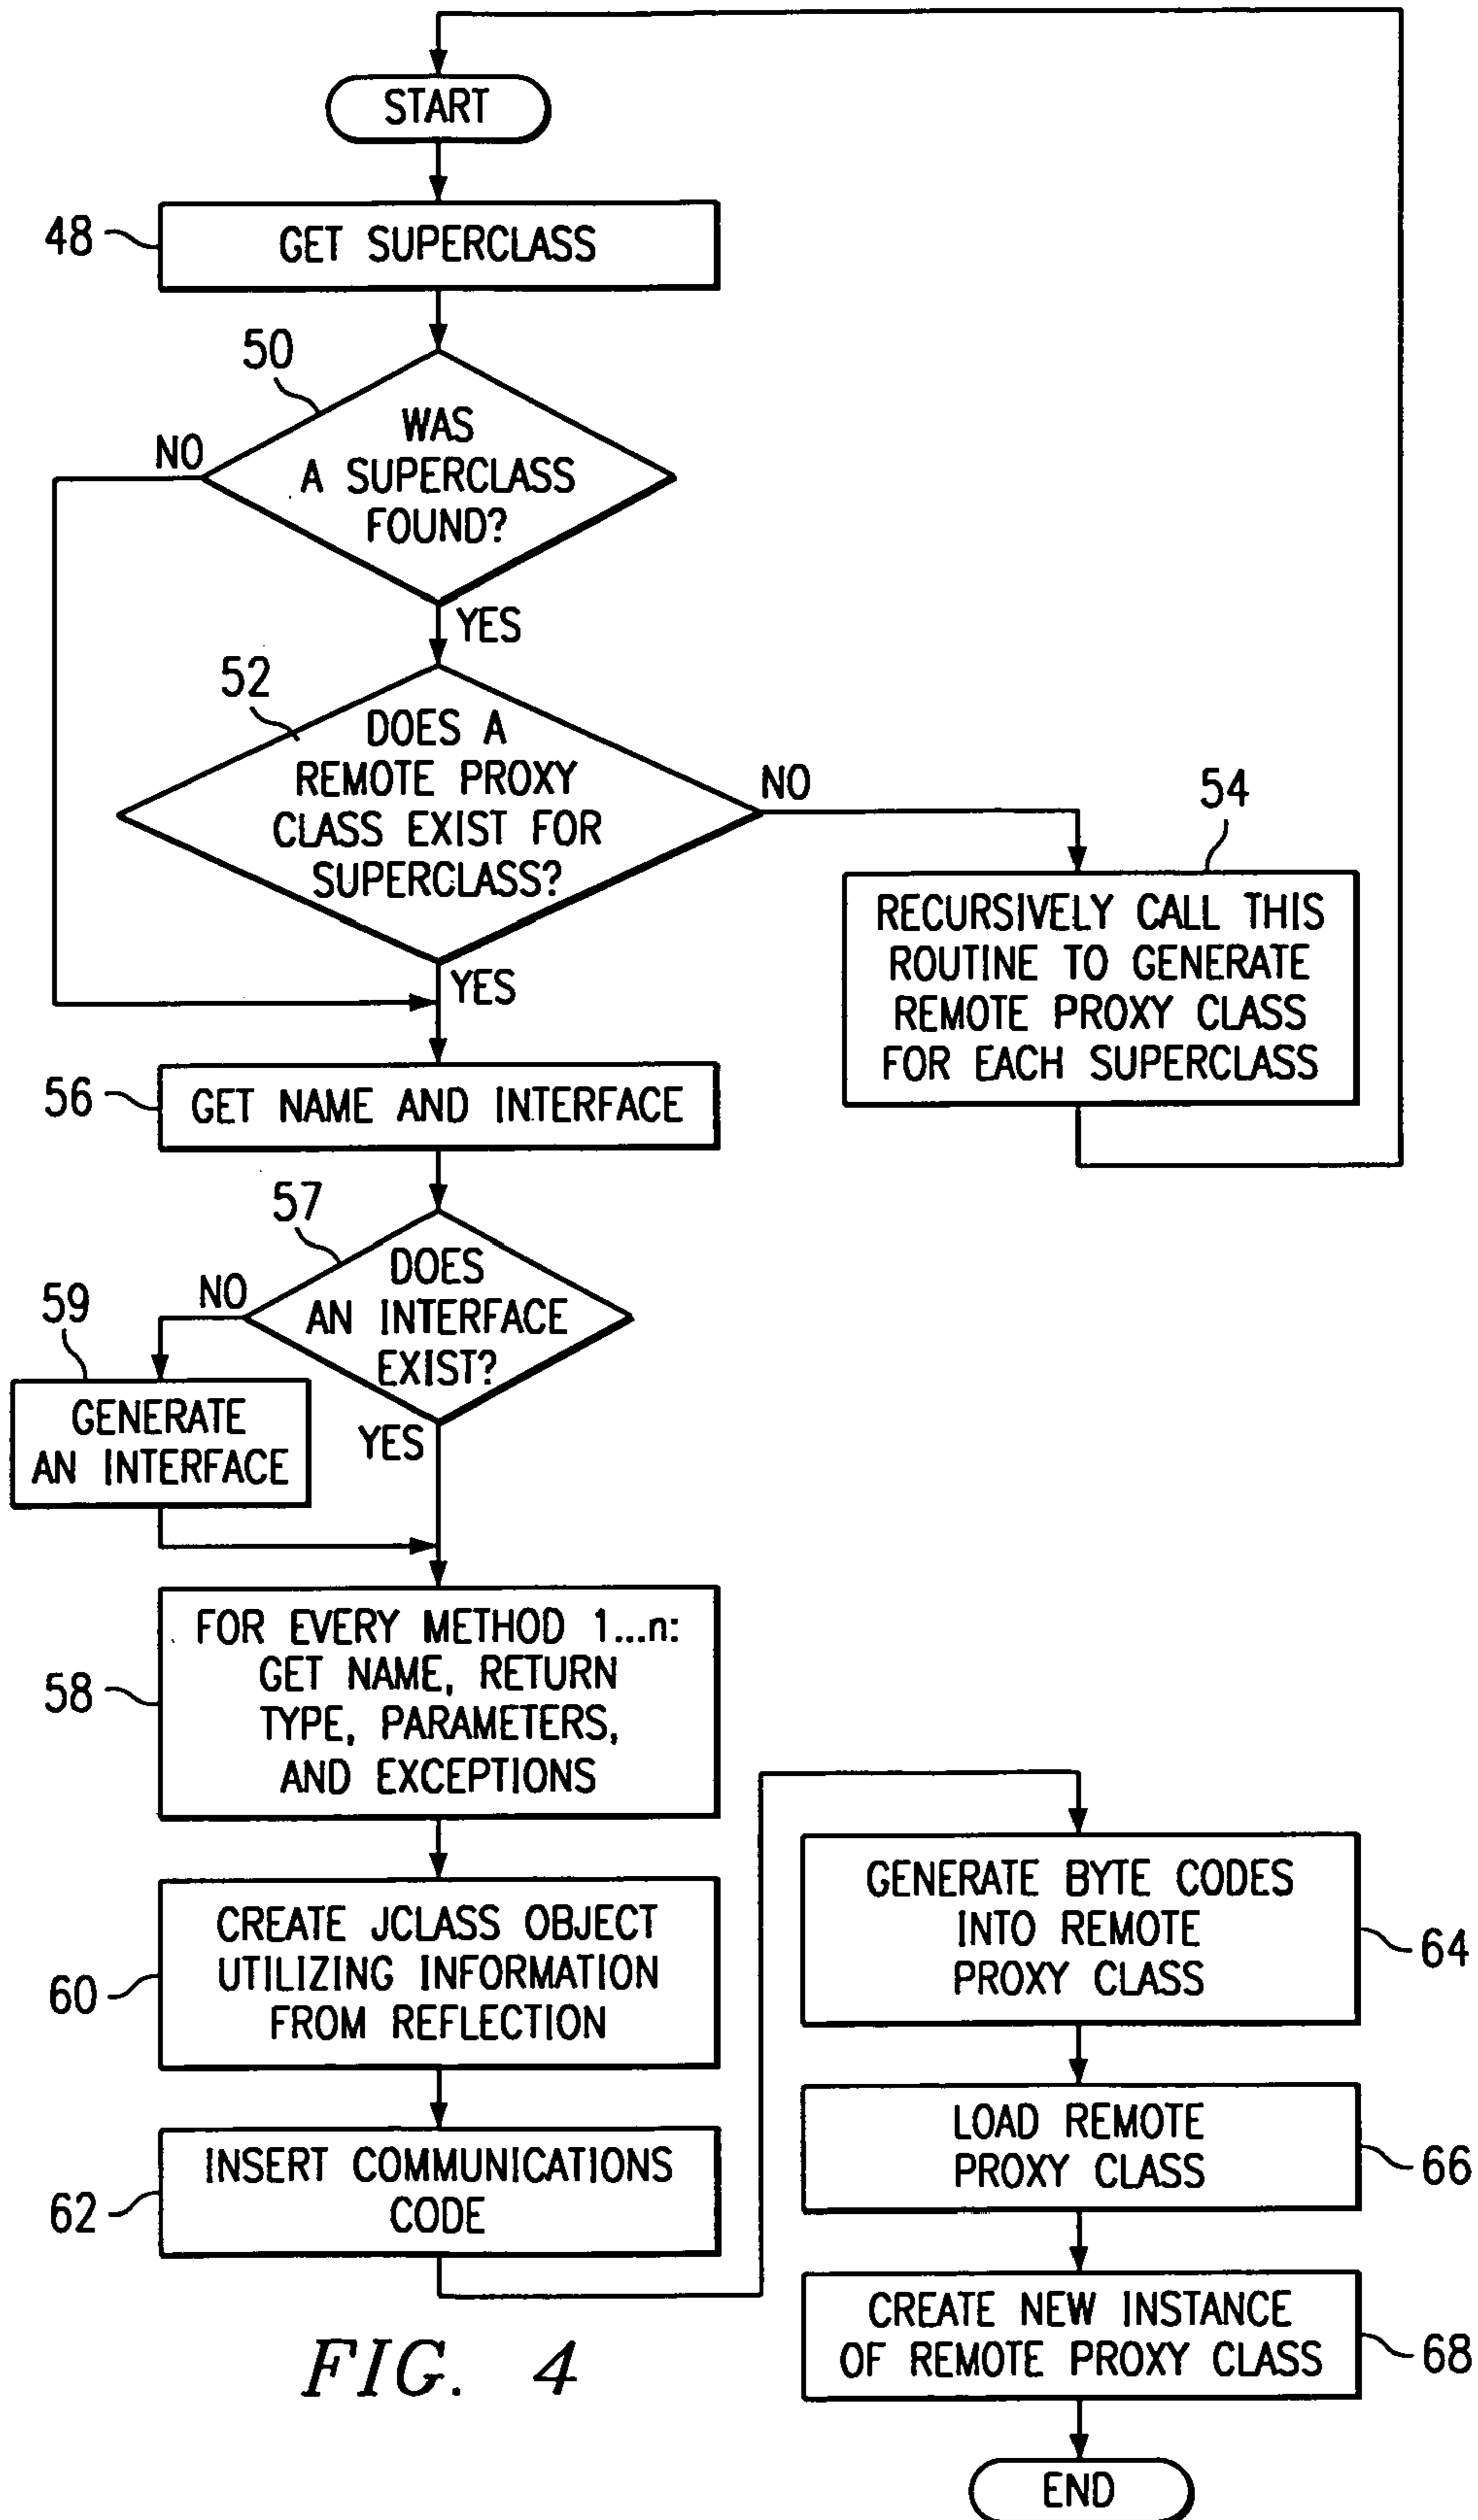 START
48
GET SUPERCLASS
50
WAS
A SUPERCLASS
FOUND?
NO
YES
52
DOES A
REMOTE PROXY
CLASS EXIST FOR
SUPERCLASS?
NO
YES
54
RECURSIVELY CALL THIS
ROUTINE TO GENERATE
REMOTE PROXY CLASS
FOR EACH SUPERCLASS
56
GET NAME AND INTERFACE
57
DOES
AN INTERFACE
EXIST?
NO
YES
59
GENERATE
AN INTERFACE
58
FOR EVERY METHOD 1...n:
GET NAME, RETURN
TYPE, PARAMETERS,
AND EXCEPTIONS
60
CREATE JCLASS OBJECT
UTILIZING INFORMATION
FROM REFLECTION
62
INSERT COMMUNICATIONS
CODE
GENERATE BYTE CODES
INTO REMOTE
PROXY CLASS
64
LOAD REMOTE
PROXY CLASS
66
CREATE NEW INSTANCE
OF REMOTE PROXY CLASS
68
END
FIG. 4